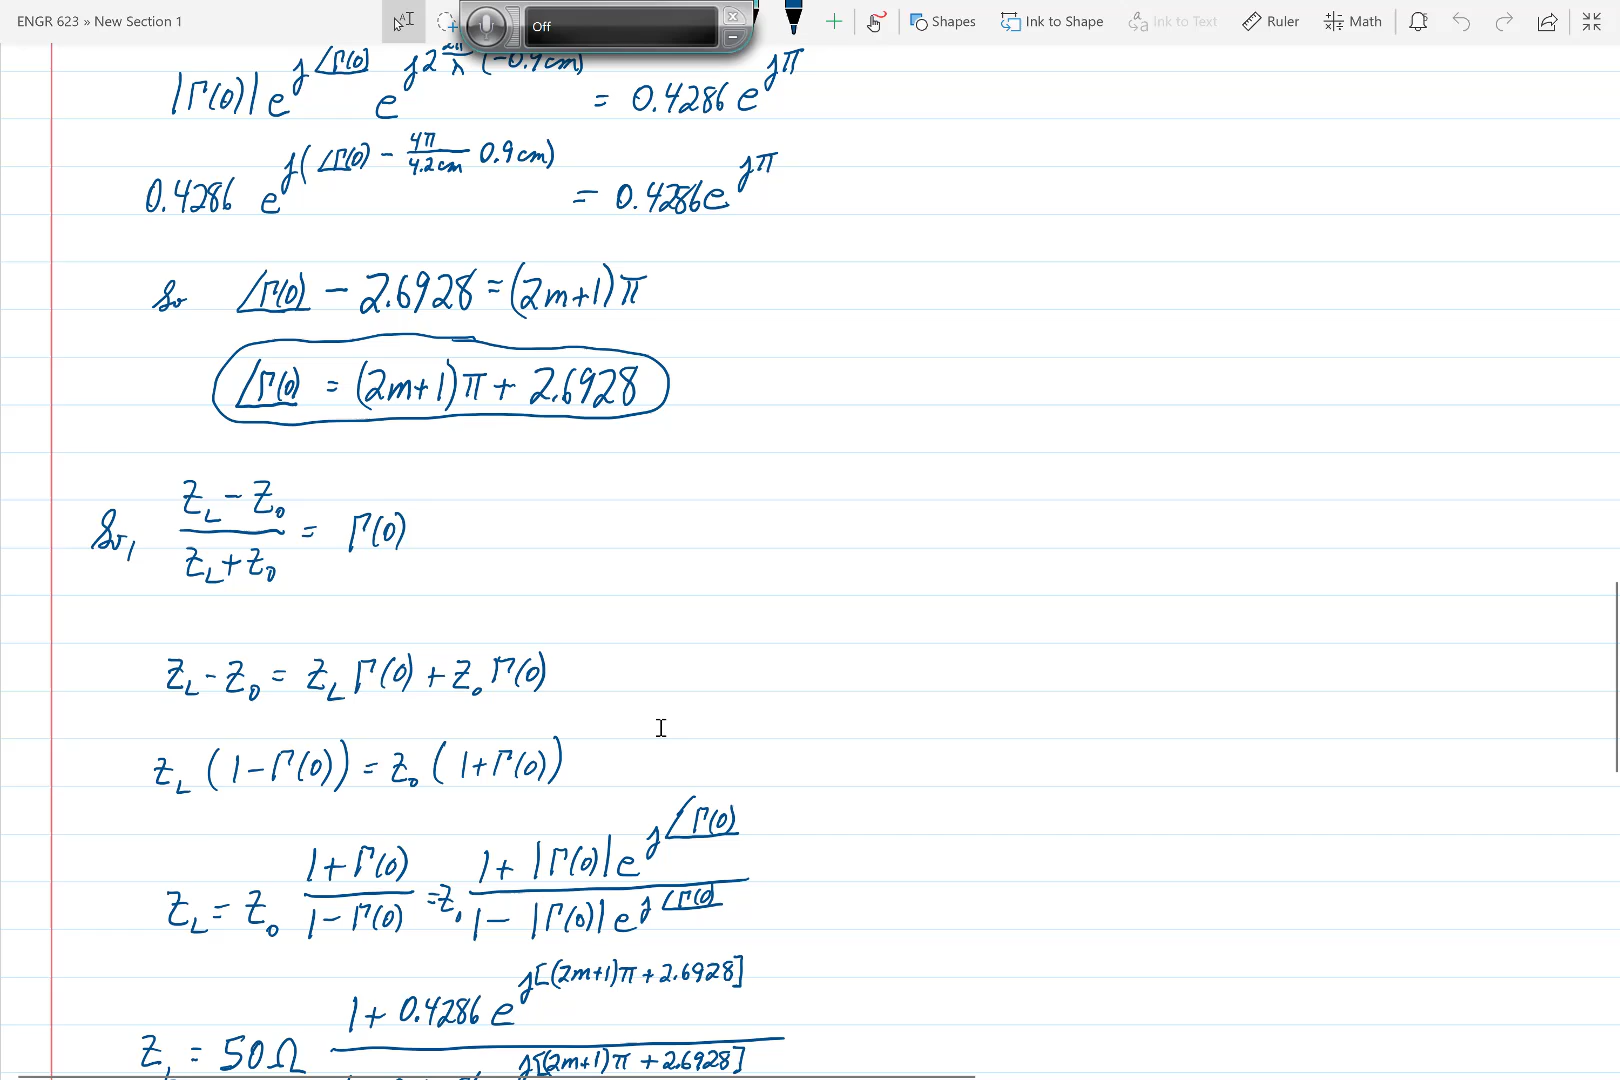 ENGR 623 » New Section 1
Off
Shapes
Ink to Shape
Ink to Text
Ruler
Math
|Γ(0)| e^{j∠Γ(0)} e^{j2 2π/λ (-0.9cm)} = 0.4286 e^{jπ}
0.4286 e^{j(∠Γ(0) - 4π/4.2cm 0.9cm)} = 0.4286 e^{jπ}
So ∠Γ(0) - 2.6928 = (2m+1)π
∠Γ(0) = (2m+1)π + 2.6928
So, (Z_L - Z_0)/(Z_L + Z_0) = Γ(0)
Z_L - Z_0 = Z_L Γ(0) + Z_0 Γ(0)
Z_L (1 - Γ(0)) = Z_0 (1 + Γ(0))
Z_L = Z_0 (1 + Γ(0))/(1 - Γ(0)) = Z_0 (1 + |Γ(0)| e^{j∠Γ(0)})/(1 - |Γ(0)| e^{j∠Γ(0)})
1 + 0.4286 e^{j[(2m+1)π + 2.6928]}
Z_L = 50Ω
j[(2m+1)π + 2.6928]